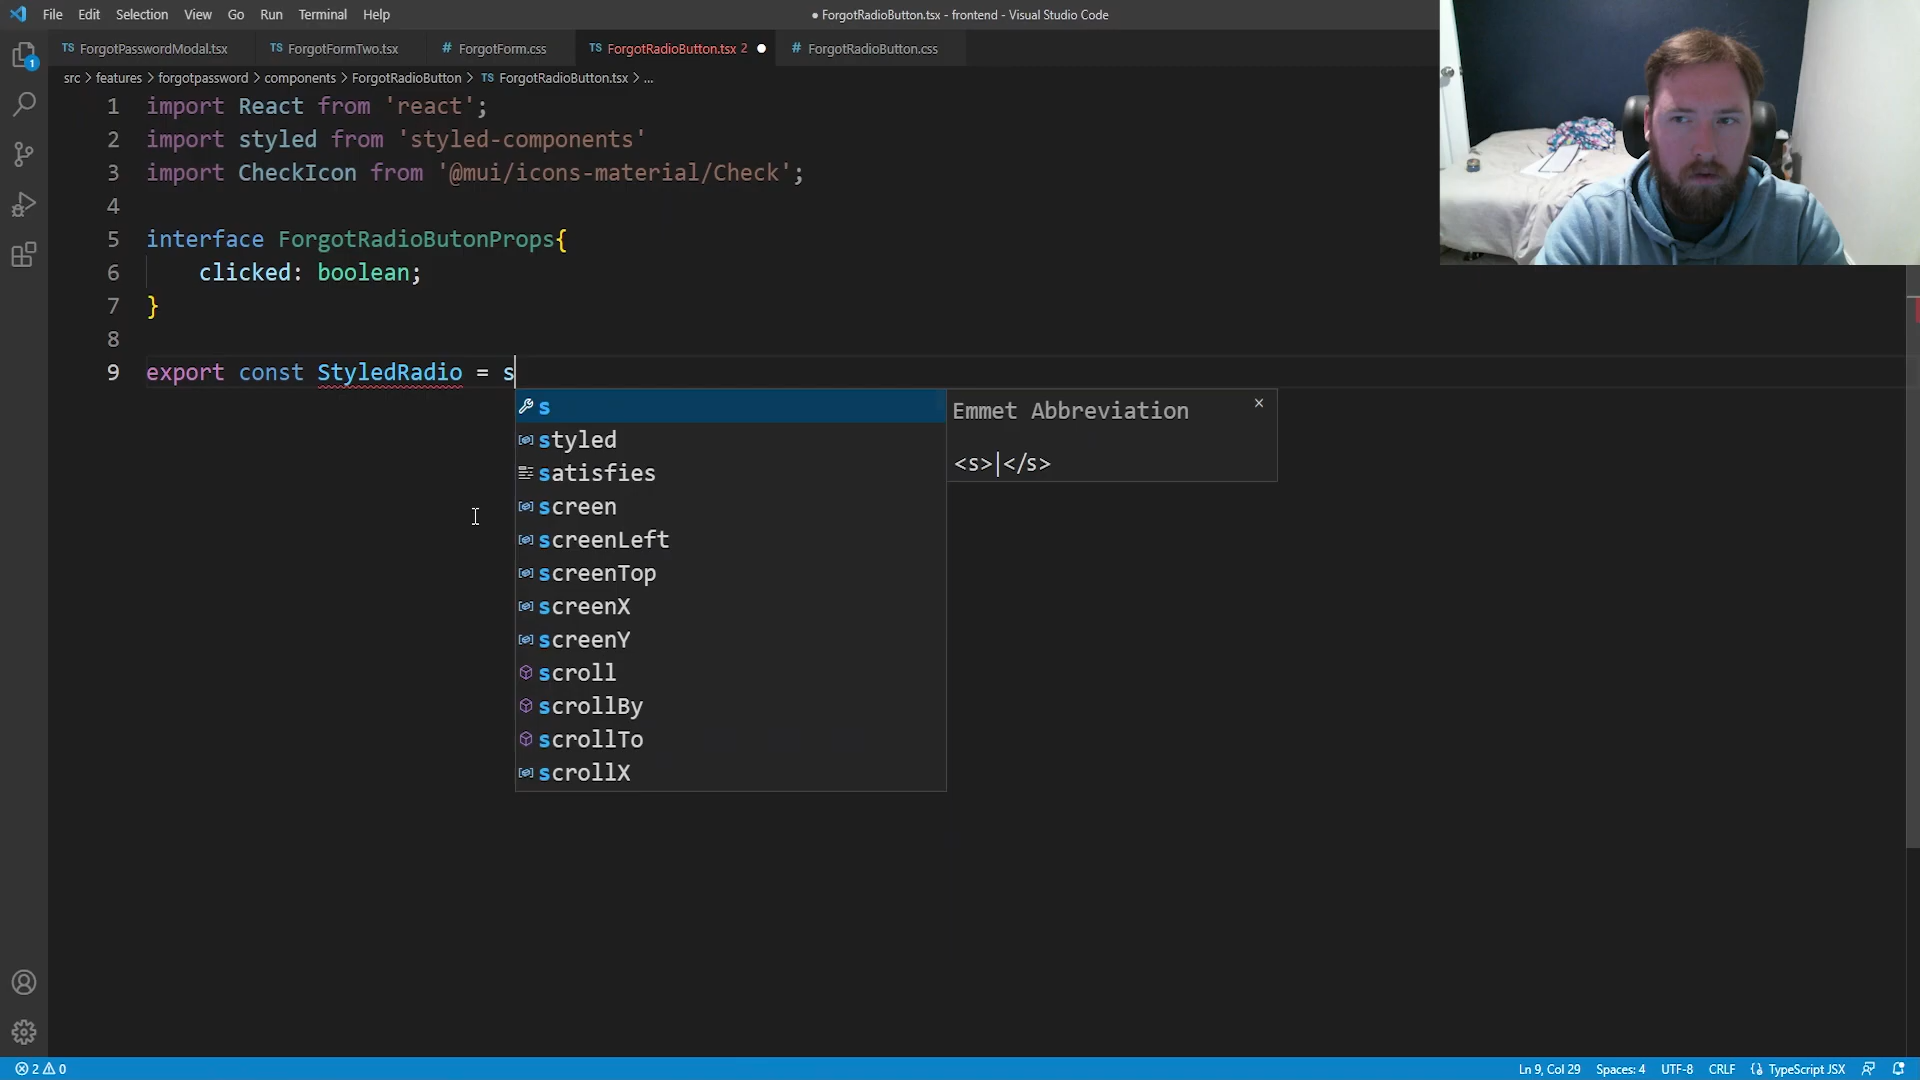 File Edit Selection View Go Run Terminal Help
● ForgotRadioButton.tsx - frontend - Visual Studio Code
TS ForgotPasswordModal.tsx TS ForgotFormTwo.tsx # ForgotForm.css TS ForgotRadioButton.tsx 2 # ForgotRadioButton.css
src > features > forgotpassword > components > ForgotRadioButton > TS ForgotRadioButton.tsx > ...
1
1 import React from 'react';
2 import styled from 'styled-components'
3 import CheckIcon from '@mui/icons-material/Check';
4
5 interface ForgotRadioButonProps{
6 clicked: boolean;
7 }
8
9 export const StyledRadio = s
s
styled
satisfies
screen
screenLeft
screenTop
screenX
screenY
scroll
scrollBy
scrollTo
scrollX
Emmet Abbreviation ×
<s>|</s>
2 0
Ln 9, Col 29 Spaces: 4 UTF-8 CRLF {} TypeScript JSX